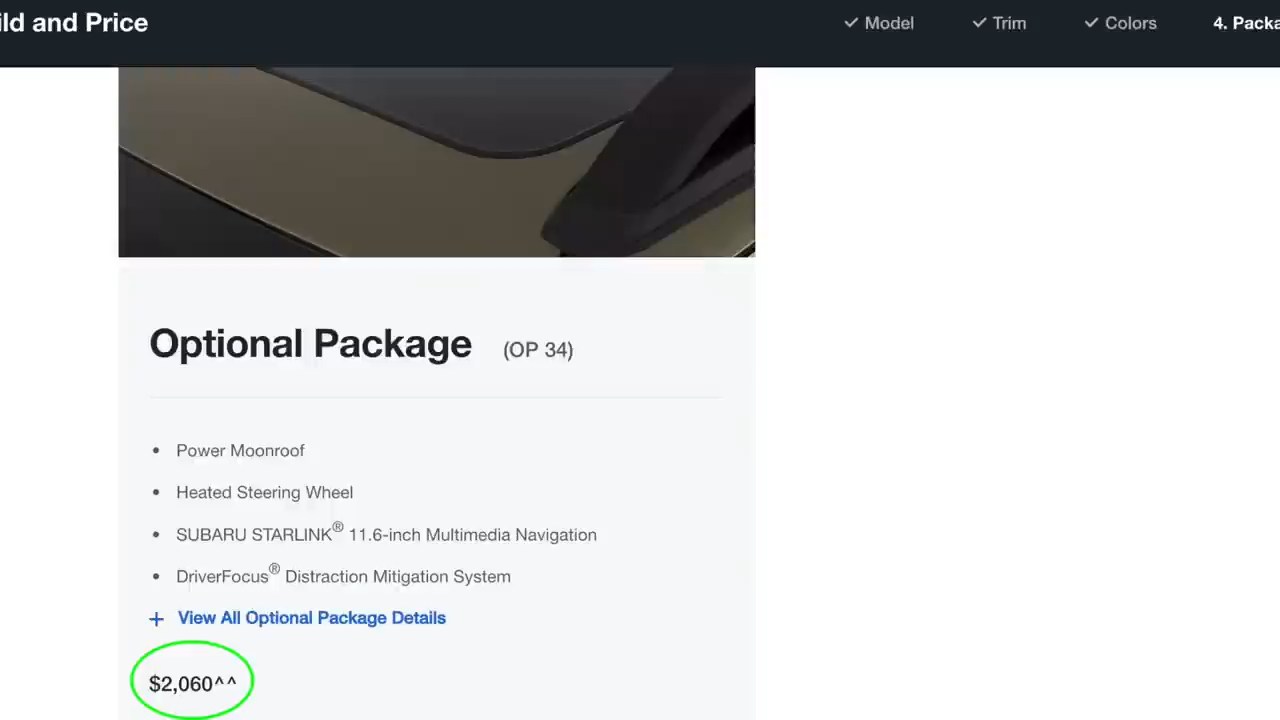 ild and Price
✓ Model ✓ Trim ✓ Colors 4. Packa
Optional Package (OP 34)
• Power Moonroof
• Heated Steering Wheel
• SUBARU STARLINK® 11.6-inch Multimedia Navigation
• DriverFocus® Distraction Mitigation System
+ View All Optional Package Details
$2,060^^